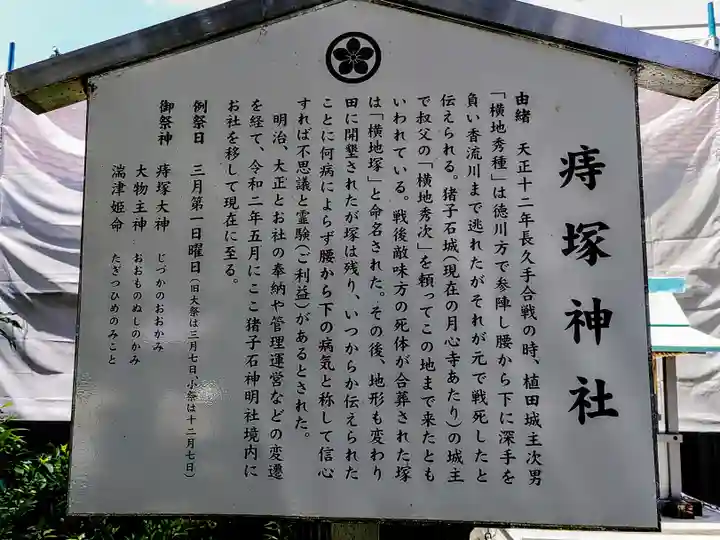 痔塚神社
由緒 天正十二年長久手合戦の時、植田城主次男
「横地秀種」は徳川方で参陣し腰から下に深手を
負い香流川まで逃れたがそれが元で戦死したと
伝えられる。猪子石城(現在の月心寺あたり)の城主
で叔父の「横地秀次」を頼ってこの地まで来たとも
いわれている。戦後敵味方の死体が合葬された塚
は「横地塚」と命名された。その後、地形も変わり
田に開墾されたが塚は残り、いつからか伝えられた
ことに何病によらず腰から下の病気と称して信心
すれば不思議と霊験(ご利益)があるとされた。
明治、大正とお社の奉納や管理運営などの変遷
を経て、令和二年五月にここ猪子石神明社境内に
お社を移して現在に至る。
例祭日 三月第一日曜日(旧大祭は三月七日、小祭は十二月七日)
御祭神 痔塚大神 じづかのおおかみ
大物主神 おおものぬしのかみ
湍津姫命 たぎつひめのみこと